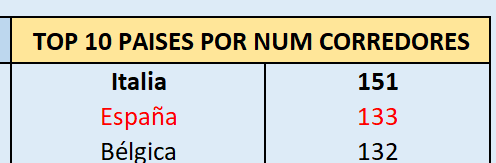 TOP 10 PAISES POR NUM CORREDORES
Italia 151
España 133
Bélgica 132